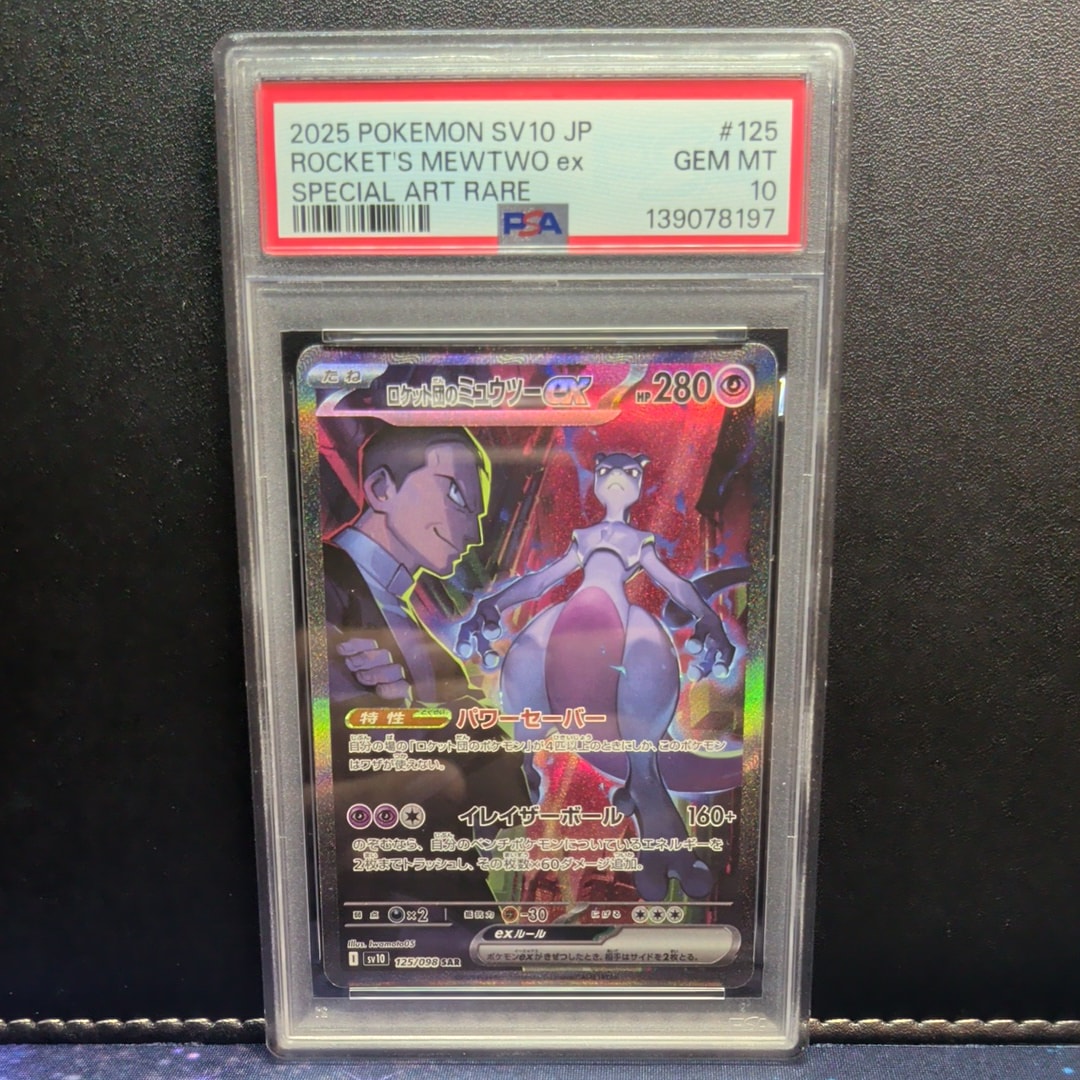 2025 POKEMON SV10 JP #125
ROCKET'S MEWTWO ex GEM MT
SPECIAL ART RARE 10
PSA 139078197
たね ロケット団のミュウツーex HP280
特性 パワーセーバー
自分の場の「ロケット団のポケモン」が4匹以上のときにしか、このポケモン
はワザが使えない。
イレイザーボール 160+
のぞむなら、自分のベンチポケモンについているエネルギーを
2枚までトラッシュし、その枚数×60ダメージ追加。
弱点 ×2 抵抗力 -30 にげる
exルール
ポケモンexがきぜつしたとき、相手はサイドを2枚とる。
Illus. Iwamoto05
I sv10 125/098 SAR